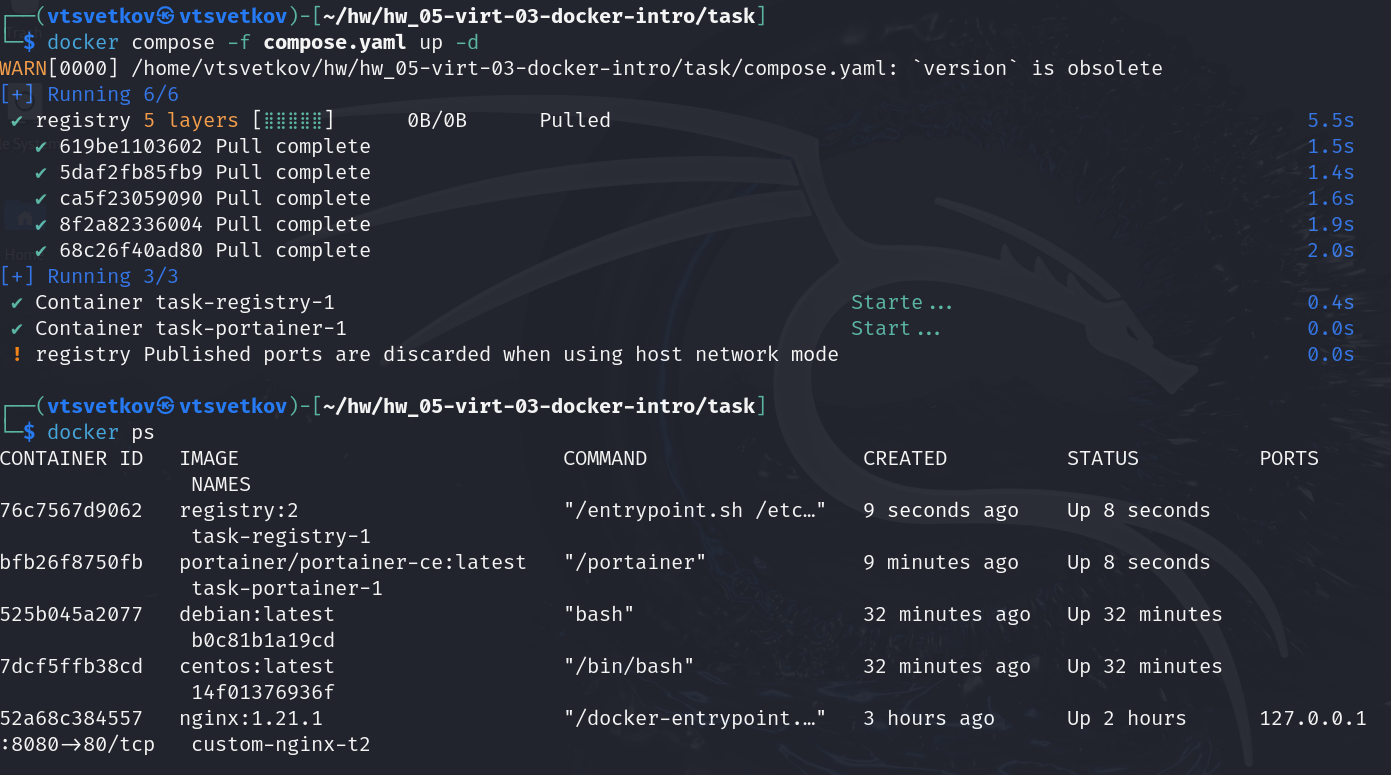 ┌──(vtsvetkov㉿vtsvetkov)-[~/hw/hw_05-virt-03-docker-intro/task]
└─$ docker compose -f compose.yaml up -d
WARN[0000] /home/vtsvetkov/hw/hw_05-virt-03-docker-intro/task/compose.yaml: `version` is obsolete
[+] Running 6/6
✔ registry 5 layers [⣿⣿⣿⣿⣿] 0B/0B Pulled 5.5s
✔ 619be1103602 Pull complete 1.5s
✔ 5daf2fb85fb9 Pull complete 1.4s
✔ ca5f23059090 Pull complete 1.6s
✔ 8f2a82336004 Pull complete 1.9s
✔ 68c26f40ad80 Pull complete 2.0s
[+] Running 3/3
✔ Container task-registry-1 Starte... 0.4s
✔ Container task-portainer-1 Start... 0.0s
! registry Published ports are discarded when using host network mode 0.0s
┌──(vtsvetkov㉿vtsvetkov)-[~/hw/hw_05-virt-03-docker-intro/task]
└─$ docker ps
CONTAINER ID IMAGE COMMAND CREATED STATUS PORTS
NAMES
76c7567d9062 registry:2 "/entrypoint.sh /etc…" 9 seconds ago Up 8 seconds
task-registry-1
bfb26f8750fb portainer/portainer-ce:latest "/portainer" 9 minutes ago Up 8 seconds
task-portainer-1
525b045a2077 debian:latest "bash" 32 minutes ago Up 32 minutes
b0c81b1a19cd
7dcf5ffb38cd centos:latest "/bin/bash" 32 minutes ago Up 32 minutes
14f01376936f
52a68c384557 nginx:1.21.1 "/docker-entrypoint.…" 3 hours ago Up 2 hours 127.0.0.1
:8080->80/tcp custom-nginx-t2